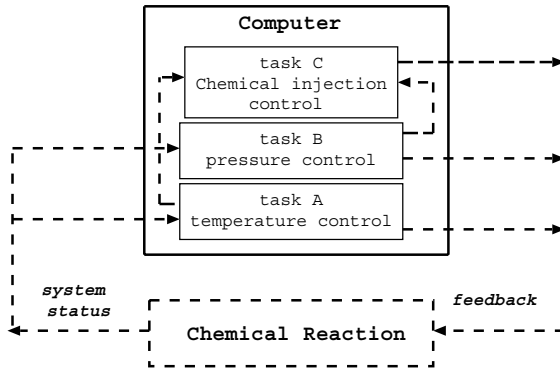 Computer
task C
Chemical injection
control
task B
pressure control
task A
temperature control
system
status
feedback
Chemical Reaction